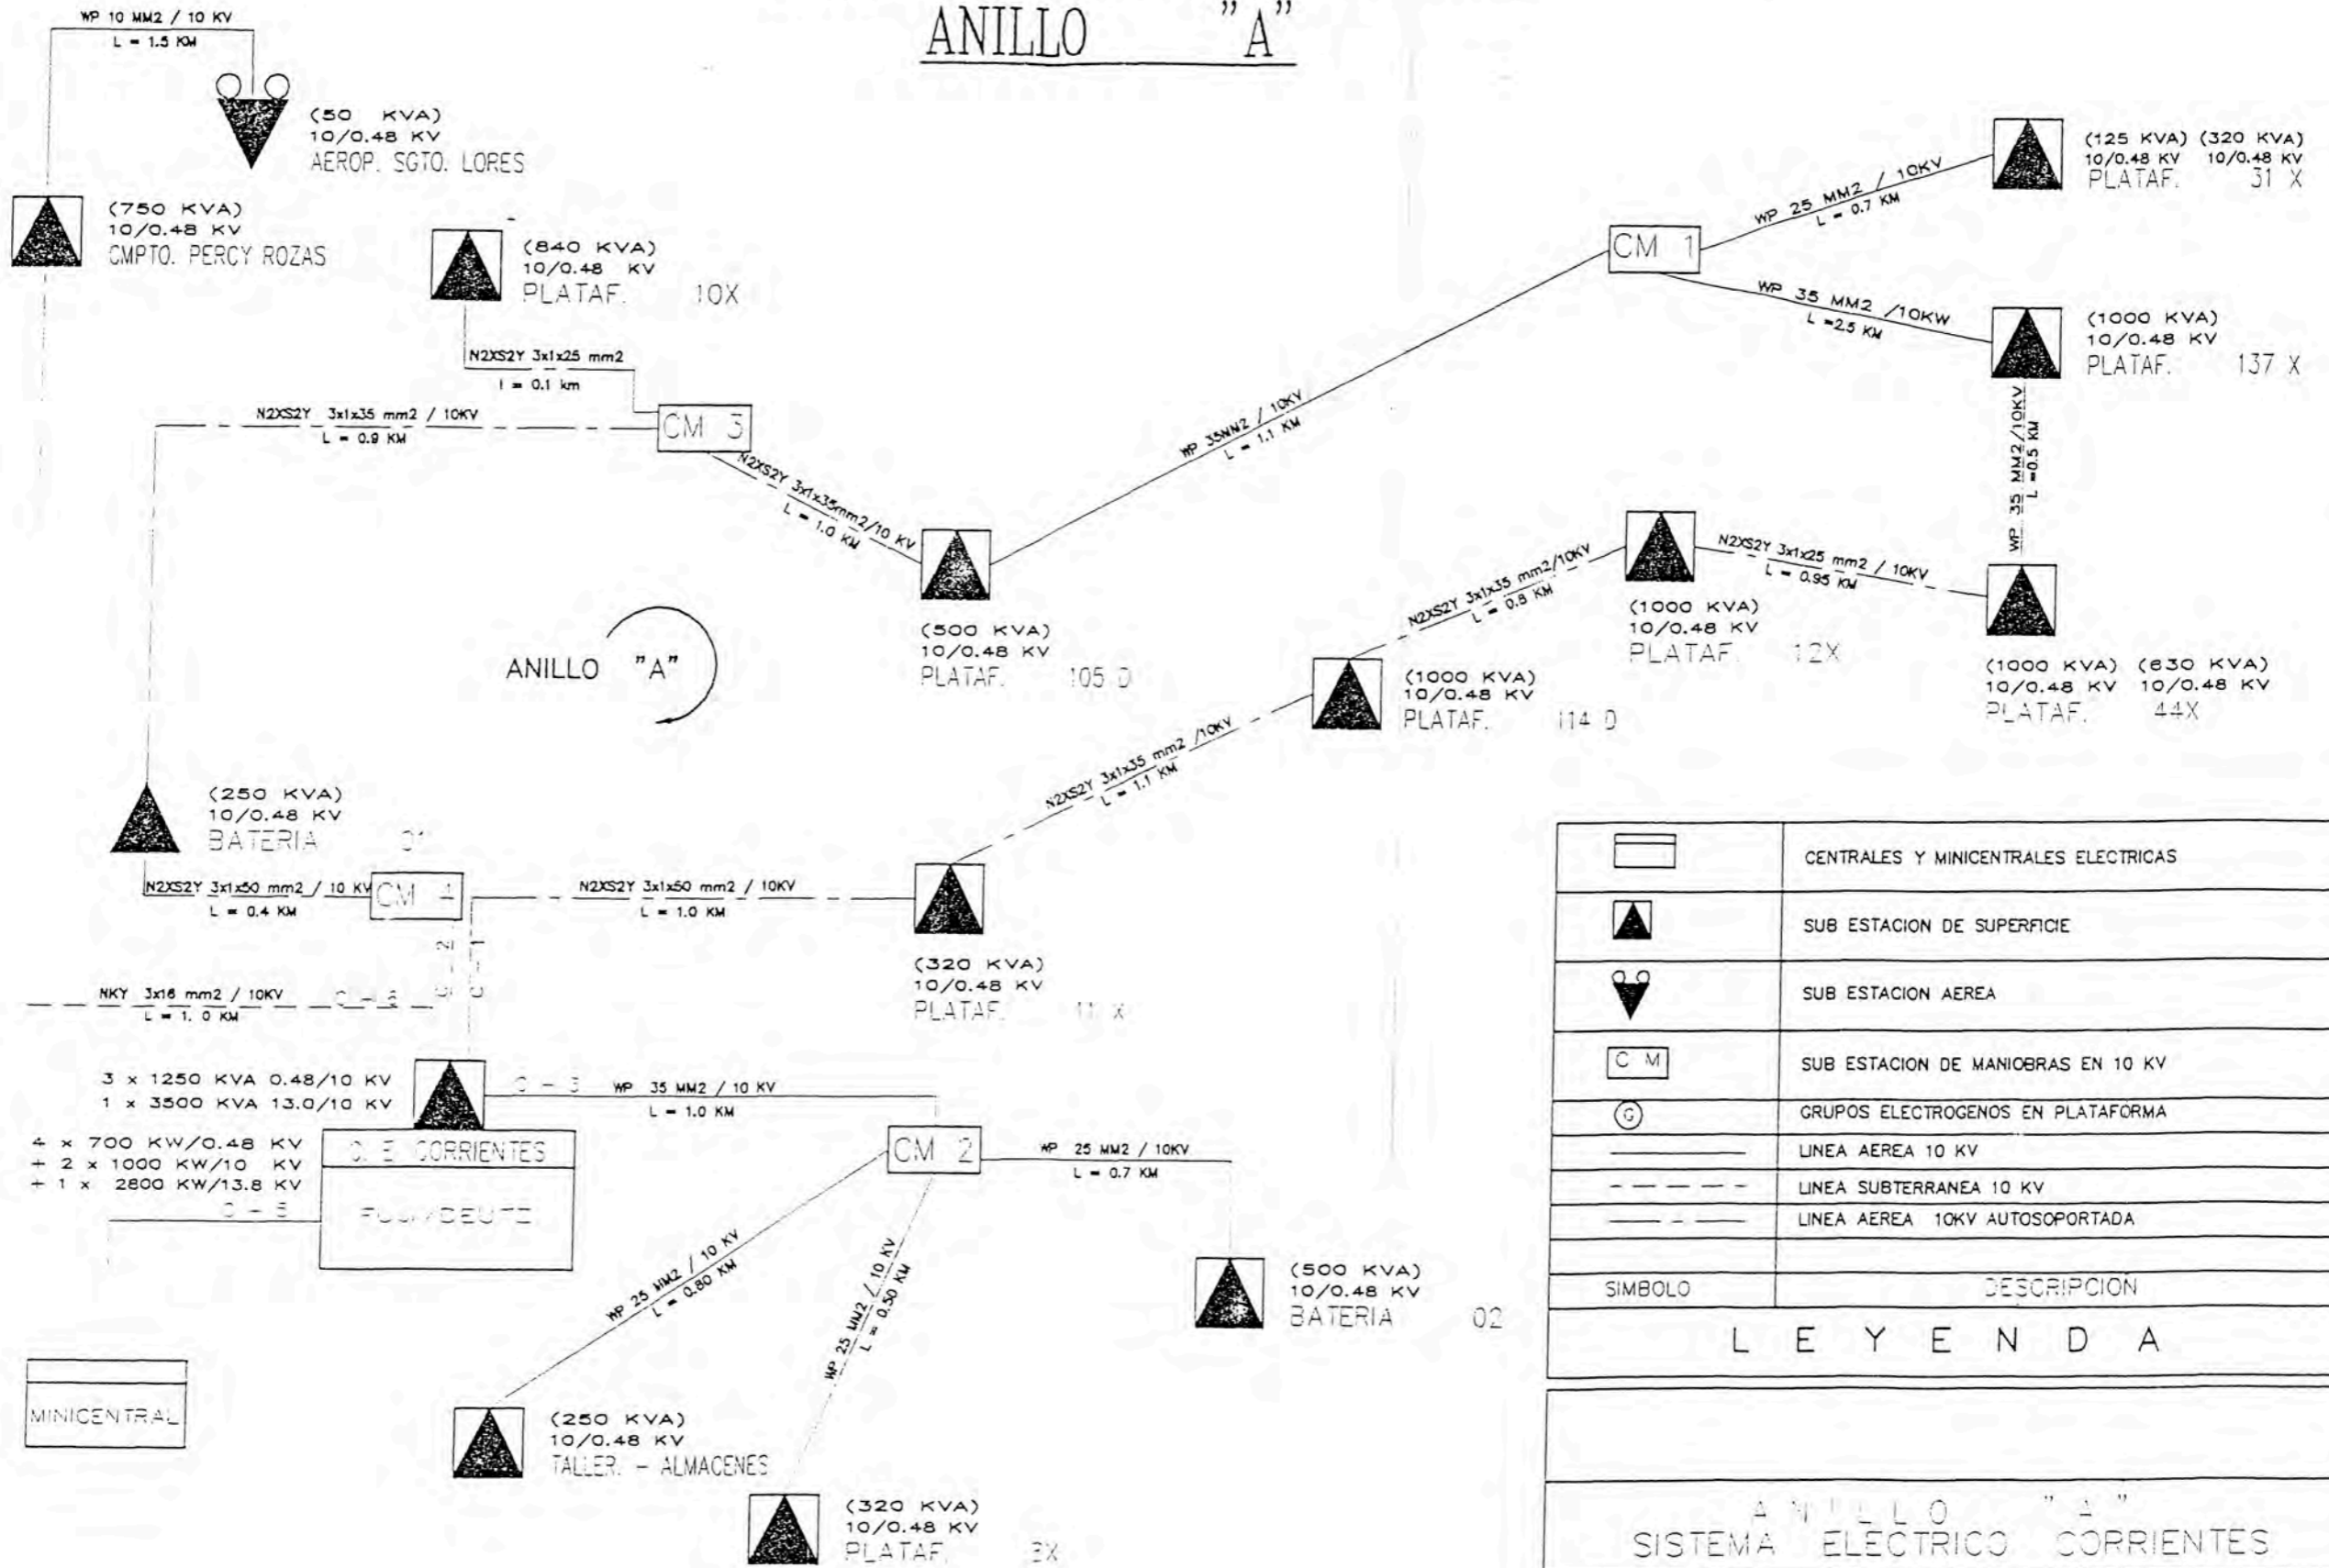 ANILLO "A"
WP 10 MM2 / 10 KV
L = 1.5 KM
(50 KVA)
10/0.48 KV
AEROP. SGTO. LORES
(750 KVA)
10/0.48 KV
CMPTO. PERCY ROZAS
(840 KVA)
10/0.48 KV
PLATAF. 10X
N2XS2Y 3x1x25 mm2
l = 0.1 km
N2XS2Y 3x1x35 mm2 / 10KV
L = 0.9 KM
CM 3
N2XS2Y 3x1x35mm2/10 KV
L = 1.0 KM
WP 35MM2 / 10KV
L = 1.1 KM
CM 1
WP 25 MM2 / 10KV
L = 0.7 KM
(125 KVA) (320 KVA)
10/0.48 KV 10/0.48 KV
PLATAF. 31 X
WP 35 MM2 /10KW
L =2.5 KM
(1000 KVA)
10/0.48 KV
PLATAF. 137 X
WP 35 MM2/10KV
L =0.5 KM
(500 KVA)
10/0.48 KV
PLATAF. 105 D
ANILLO "A"
N2XS2Y 3x1x35 mm2/10KV
L = 0.8 KM
N2XS2Y 3x1x25 mm2 / 10KV
L = 0.95 KM
(1000 KVA)
10/0.48 KV
PLATAF. 12X
(1000 KVA) (630 KVA)
10/0.48 KV 10/0.48 KV
PLATAF. 44X
(1000 KVA)
10/0.48 KV
PLATAF. 114 D
N2XS2Y 3x1x35 mm2 /10KV
L = 1.1 KM
(250 KVA)
10/0.48 KV
BATERIA 01
N2XS2Y 3x1x50 mm2 / 10 KV
L = 0.4 KM
CM 4
N2XS2Y 3x1x50 mm2 / 10KV
L = 1.0 KM
C - 2
C - 1
(320 KVA)
10/0.48 KV
PLATAF. 11 X
NKY 3x16 mm2 / 10KV
L = 1. 0 KM
3 x 1250 KVA 0.48/10 KV
1 x 3500 KVA 13.0/10 KV
4 x 700 KW/0.48 KV
+ 2 x 1000 KW/10 KV
+ 1 x 2800 KW/13.8 KV
C - 5
C. E. CORRIENTES
C - 3
WP 35 MM2 / 10 KV
L = 1.0 KM
CM 2
WP 25 MM2 / 10KV
L = 0.7 KM
WP 25 MM2 / 10 KV
L = 0.80 KM
WP 25 MM2 / 10 KV
L = 0.50 KM
(500 KVA)
10/0.48 KV
BATERIA 02
MINICENTRAL
(250 KVA)
10/0.48 KV
TALLER. - ALMACENES
(320 KVA)
10/0.48 KV
PLATAF. 3X
CENTRALES Y MINICENTRALES ELECTRICAS
SUB ESTACION DE SUPERFICIE
SUB ESTACION AEREA
C M SUB ESTACION DE MANIOBRAS EN 10 KV
G GRUPOS ELECTROGENOS EN PLATAFORMA
LINEA AEREA 10 KV
LINEA SUBTERRANEA 10 KV
LINEA AEREA 10KV AUTOSOPORTADA
SIMBOLO DESCRIPCION
L E Y E N D A
ANILLO "A"
SISTEMA ELECTRICO CORRIENTES